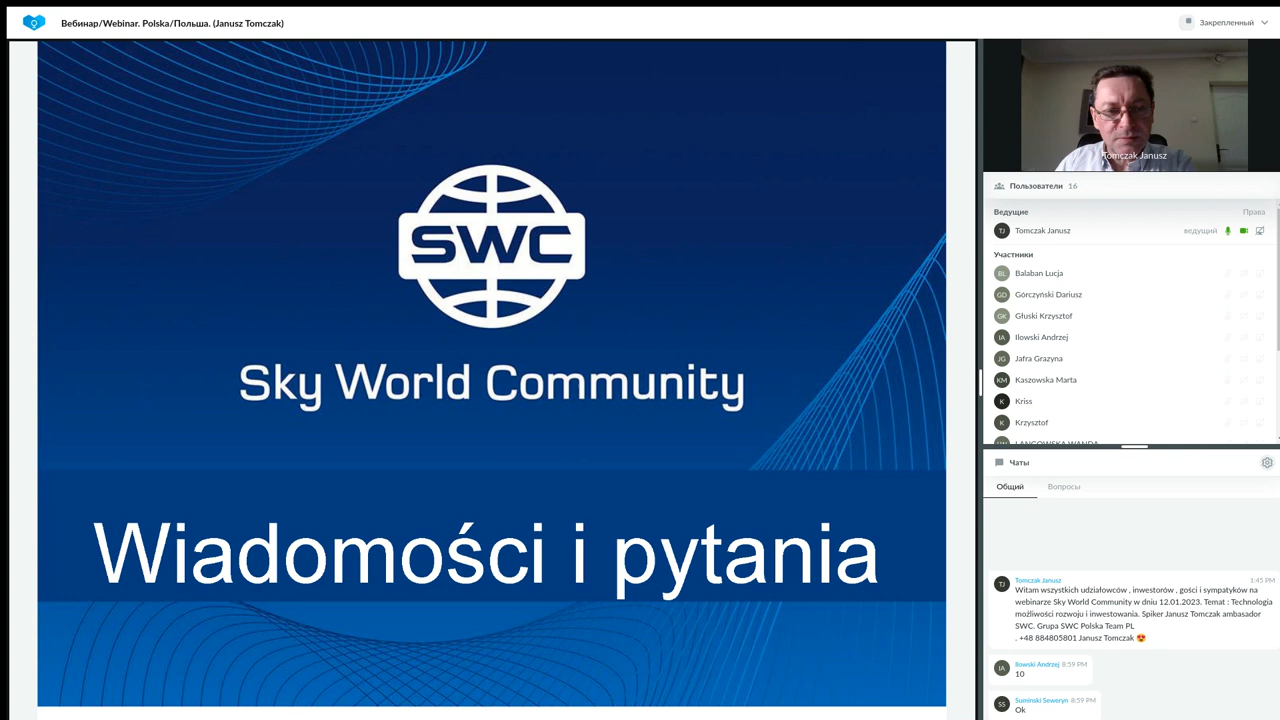 Вебинар/Webinar. Polska/Польша. (Janusz Tomczak)
Закрепленный
SWC
Sky World Community
Wiadomości i pytania
Tomczak Janusz
Пользователи 16
Ведущие Права
TJ Tomczak Janusz ведущий
Участники
BL Balaban Lucja
GD Górczyński Dariusz
GK Głuski Krzysztof
IA Ilowski Andrzej
JG Jafra Grazyna
KM Kaszowska Marta
K Kriss
K Krzysztof
LANGOWSKA WANDA
Чаты
Общий Вопросы
TJ Tomczak Janusz 1:45 PM
Witam wszystkich udziałowców , inwestorów , gości i sympatyków na
webinarze Sky World Community w dniu 12.01.2023. Temat : Technologia
możliwości rozwoju i inwestowania. Spiker Janusz Tomczak ambasador
SWC. Grupa SWC Polska Team PL
. +48 884805801 Janusz Tomczak 😍
IA Ilowski Andrzej 8:59 PM
10
SS Suminski Seweryn 8:59 PM
Ok